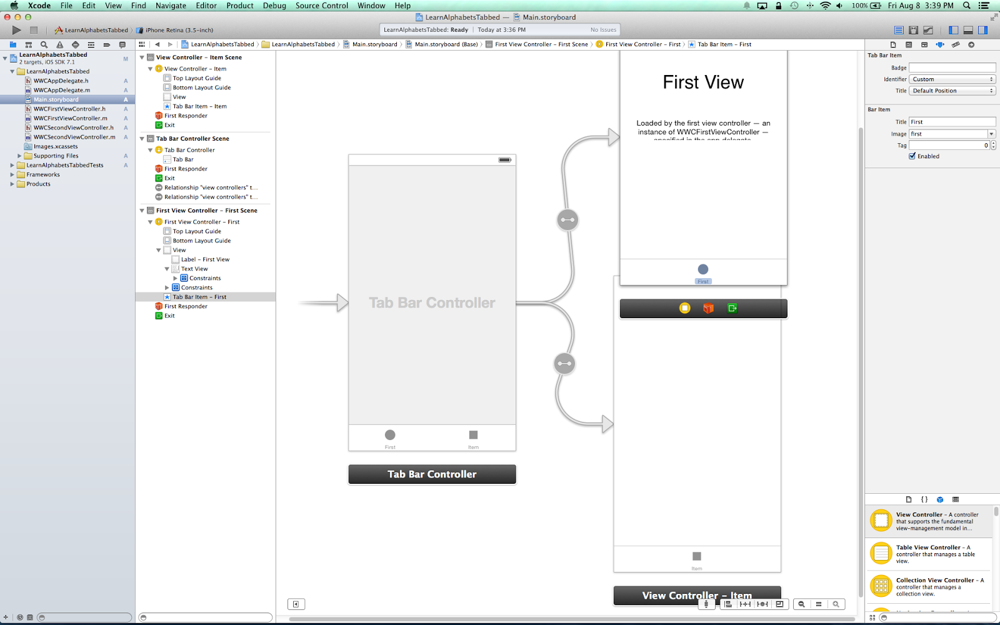 Xcode File Edit View Find Navigate Editor Product Debug Source Control Window Help 100% Fri Aug 8 3:39 PM
LearnAlphabetsTabbed — Main.storyboard
LearnAlphabetsTabbed iPhone Retina (3.5-inch)
LearnAlphabetsTabbed: Ready Today at 3:36 PM No Issues
LearnAlphabetsTabbed LearnAlphabetsTabbed Main.storyboard Main.storyboard (Base) First View Controller – First Scene First View Controller – First Tab Bar Item – First
LearnAlphabetsTabbed M
2 targets, iOS SDK 7.1
LearnAlphabetsTabbed
WWCAppDelegate.h A
WWCAppDelegate.m A
Main.storyboard A
WWCFirstViewController.h A
WWCFirstViewController.m A
WWCSecondViewController.h A
WWCSecondViewController.m A
Images.xcassets A
Supporting Files A
LearnAlphabetsTabbedTests A
Frameworks
Products
View Controller – Item Scene
View Controller – Item
Top Layout Guide
Bottom Layout Guide
View
Tab Bar Item – Item
First Responder
Exit
Tab Bar Controller Scene
Tab Bar Controller
Tab Bar
First Responder
Exit
Relationship "view controllers" t...
Relationship "view controllers" t...
First View Controller – First Scene
First View Controller – First
Top Layout Guide
Bottom Layout Guide
View
Label – First View
Text View
Constraints
Constraints
Tab Bar Item – First
First Responder
Exit
Tab Bar Controller
First Item
Tab Bar Controller
First View
Loaded by the first view controller — an
instance of WWCFirstViewController —
specified in the app delegate
First
Item
View Controller – Item
Tab Bar Item
Badge
Identifier Custom
Title Default Position
Bar Item
Title First
Image first
Tag 0
Enabled
View Controller – A controller
that supports the fundamental
view-management model in...
Table View Controller – A
controller that manages a table
view.
Collection View Controller – A
controller that manages a
collection view.